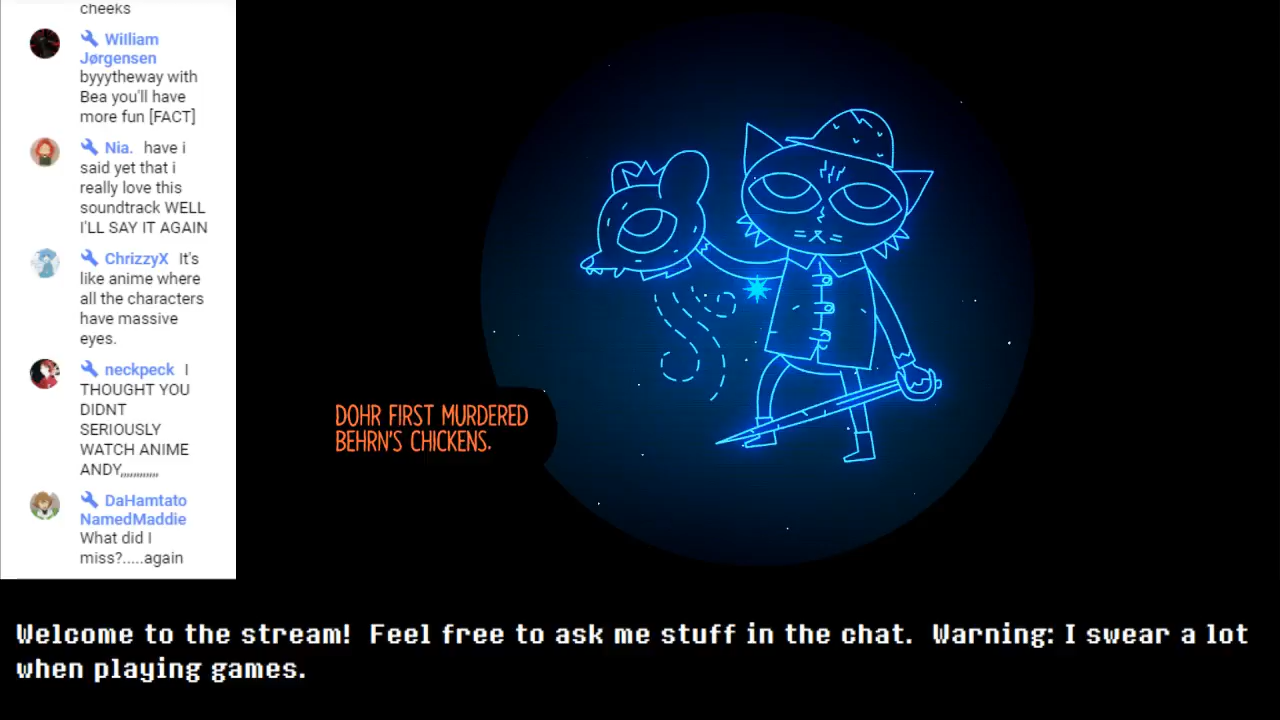 cheeks
William
Jørgensen
byyytheway with
Bea you'll have
more fun [FACT]
Nia. have i
said yet that i
really love this
soundtrack WELL
I'LL SAY IT AGAIN
ChrizzyX It's
like anime where
all the characters
have massive
eyes.
neckpeck I
THOUGHT YOU
DIDNT
SERIOUSLY
WATCH ANIME
ANDY,,,,,,,,,,,,
DaHamtato
NamedMaddie
What did I
miss?.....again
DOHR FIRST MURDERED
BEHRN'S CHICKENS.
Welcome to the stream! Feel free to ask me stuff in the chat. Warning: I swear a lot
when playing games.